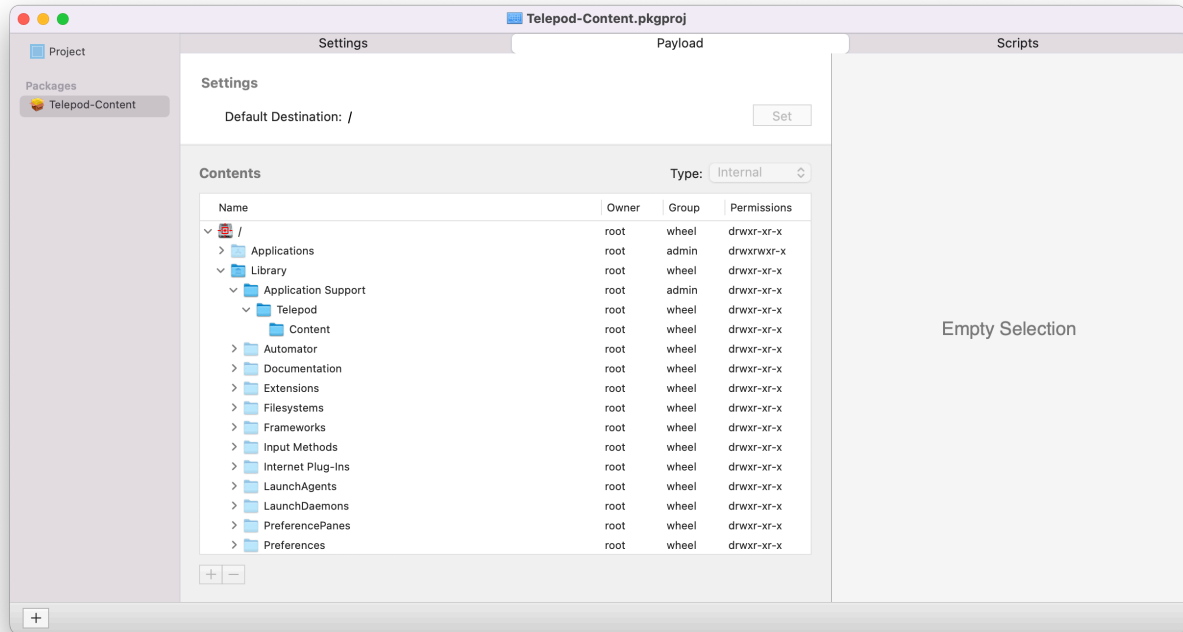 Telepod-Content.pkgproj
Project
Packages
Telepod-Content
Settings Payload Scripts
Settings
Default Destination: / Set
Contents Type: Internal
Name Owner Group Permissions
/ root wheel drwxr-xr-x
Applications root admin drwxrwxr-x
Library root wheel drwxr-xr-x
Application Support root admin drwxr-xr-x
Telepod root wheel drwxr-xr-x
Content root wheel drwxr-xr-x
Automator root wheel drwxr-xr-x
Documentation root wheel drwxr-xr-x
Extensions root wheel drwxr-xr-x
Filesystems root wheel drwxr-xr-x
Frameworks root wheel drwxr-xr-x
Input Methods root wheel drwxr-xr-x
Internet Plug-Ins root wheel drwxr-xr-x
LaunchAgents root wheel drwxr-xr-x
LaunchDaemons root wheel drwxr-xr-x
PreferencePanes root wheel drwxr-xr-x
Preferences root wheel drwxr-xr-x
Empty Selection